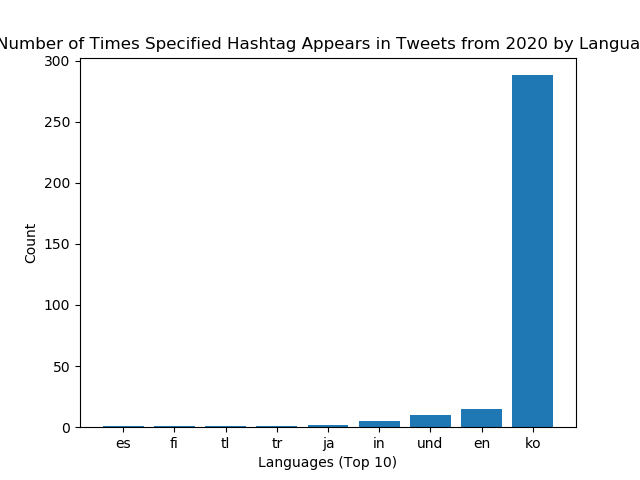 Number of Times Specified Hashtag Appears in Tweets from 2020 by Langua
300
250
200
150
100
50
0
Count
es fi tl tr ja in und en ko
Languages (Top 10)